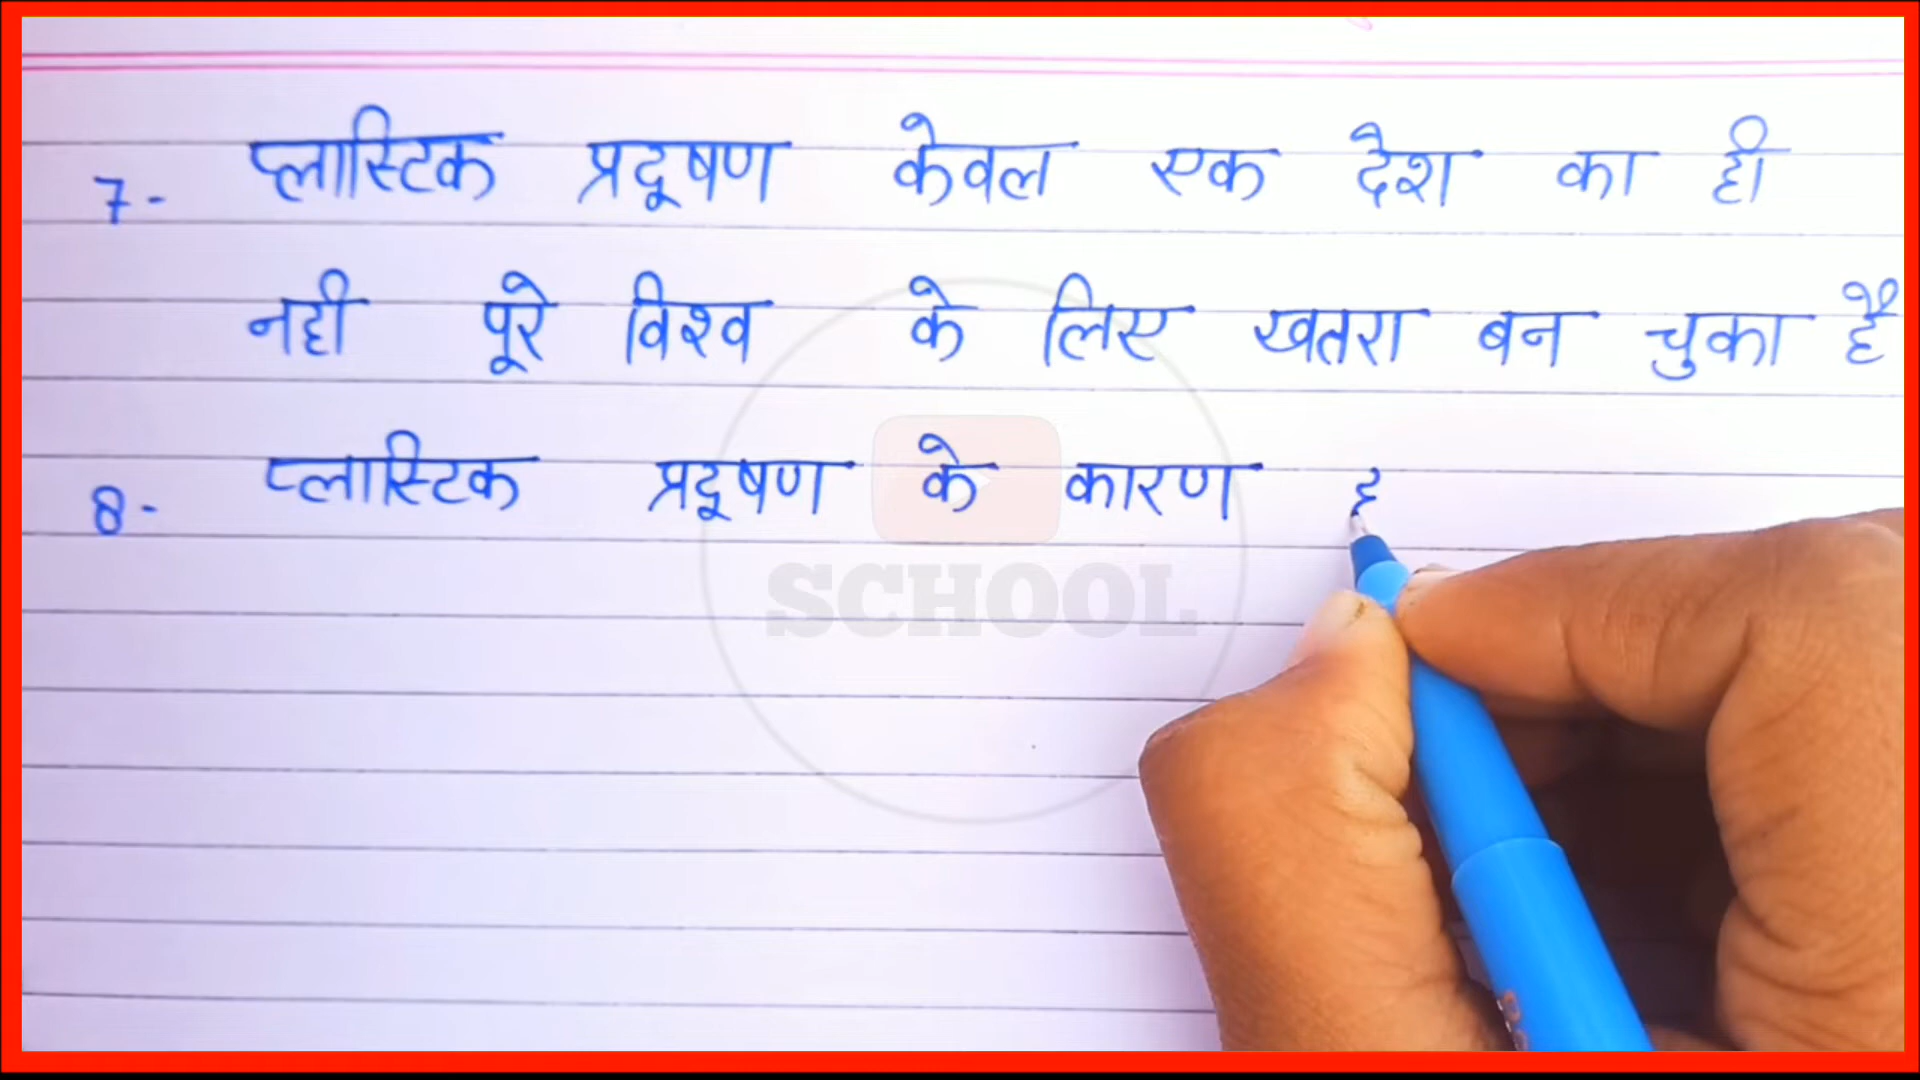 7- प्लास्टिक प्रदूषण केवल एक देश का ही
नही पूरे विश्व के लिए खतरा बन चुका है
8- प्लास्टिक प्रदूषण के कारण ह
SCHOOL